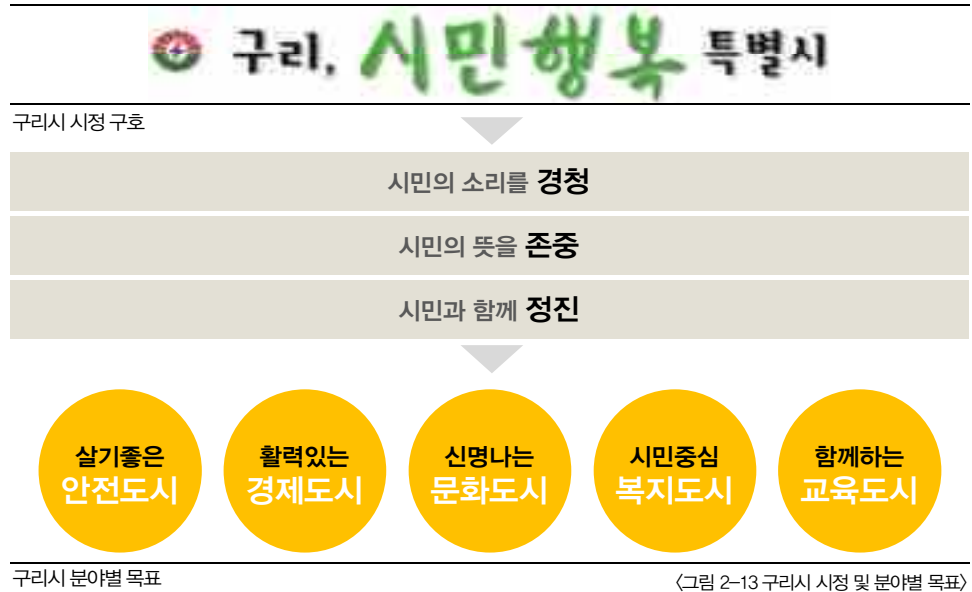 구리, 시민행복 특별시
구리시 시정 구호
시민의 소리를 경청
시민의 뜻을 존중
시민과 함께 정진
살기좋은
안전도시
활력있는
경제도시
신명나는
문화도시
시민중심
복지도시
함께하는
교육도시
구리시 분야별 목표
〈그림 2-13 구리시 시정 및 분야별 목표〉